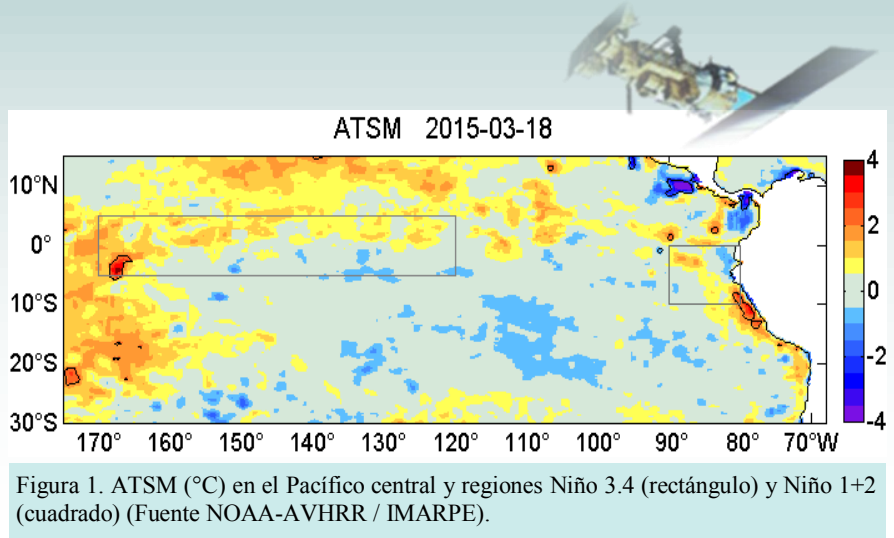 ATSM 2015-03-18
4
10°N
2
0°
0
10°S
-2
20°S
30°S
-4
170° 160° 150° 140° 130° 120° 110° 100° 90° 80° 70°W
Figura 1. ATSM (°C) en el Pacífico central y regiones Niño 3.4 (rectángulo) y Niño 1+2
(cuadrado) (Fuente NOAA-AVHRR / IMARPE).